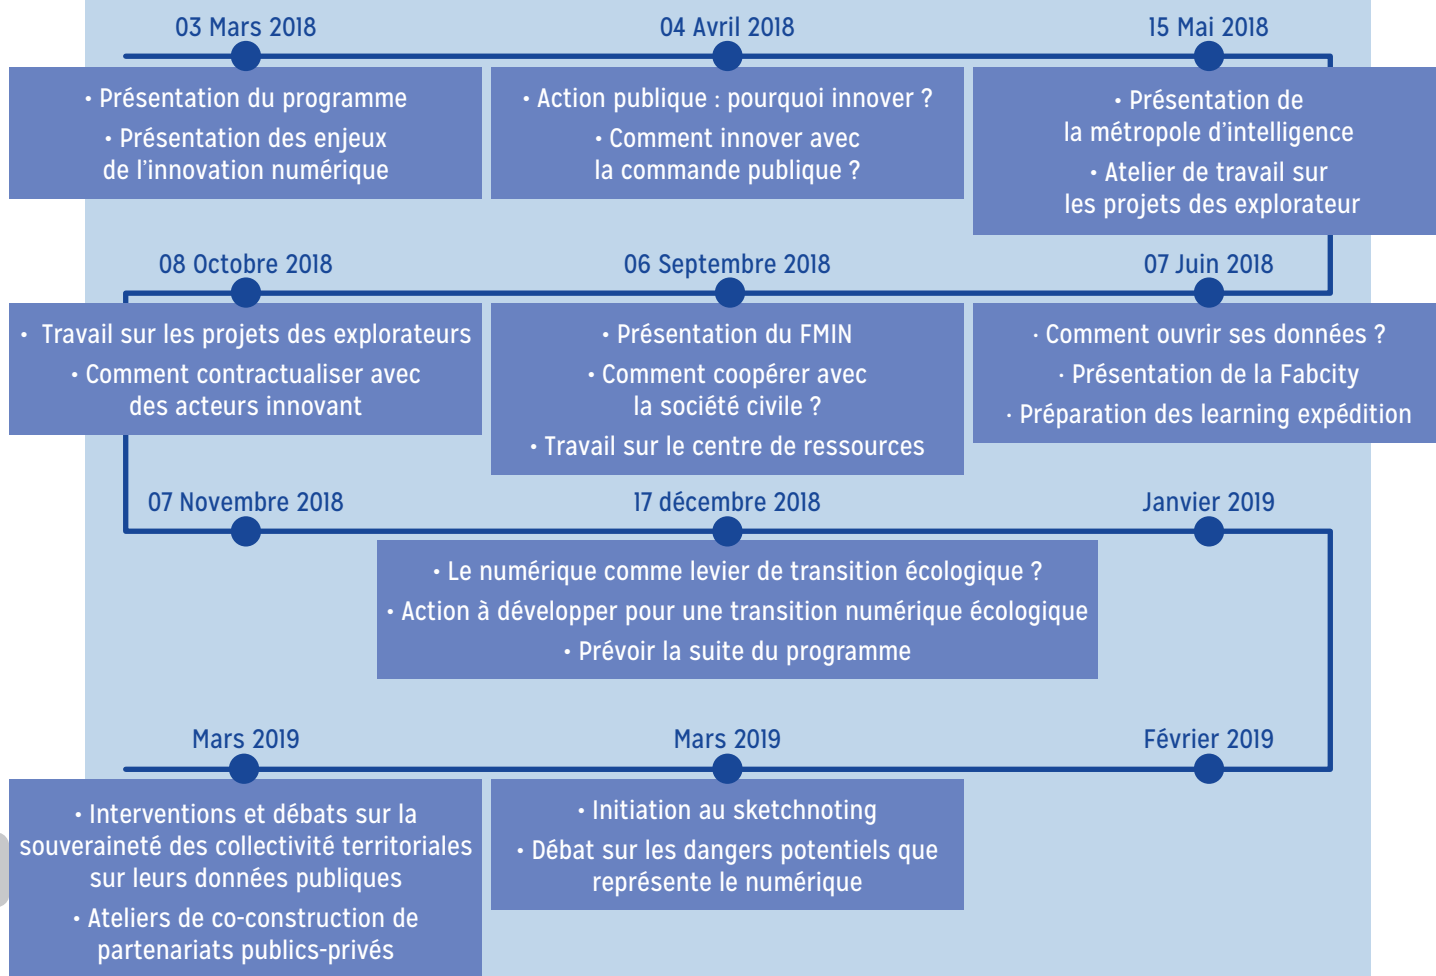 03 Mars 2018
• Présentation du programme
• Présentation des enjeux
de l’innovation numérique
04 Avril 2018
• Action publique : pourquoi innover ?
• Comment innover avec
la commande publique ?
15 Mai 2018
• Présentation de
la métropole d’intelligence
• Atelier de travail sur
les projets des explorateur
08 Octobre 2018
• Travail sur les projets des explorateurs
• Comment contractualiser avec
des acteurs innovant
06 Septembre 2018
• Présentation du FMIN
• Comment coopérer avec
la société civile ?
• Travail sur le centre de ressources
07 Juin 2018
• Comment ouvrir ses données ?
• Présentation de la Fabcity
• Préparation des learning expédition
07 Novembre 2018
17 décembre 2018
• Le numérique comme levier de transition écologique ?
• Action à développer pour une transition numérique écologique
• Prévoir la suite du programme
Janvier 2019
Mars 2019
• Interventions et débats sur la
souveraineté des collectivité territoriales
sur leurs données publiques
• Ateliers de co-construction de
partenariats publics-privés
Mars 2019
• Initiation au sketchnoting
• Débat sur les dangers potentiels que
représente le numérique
Février 2019